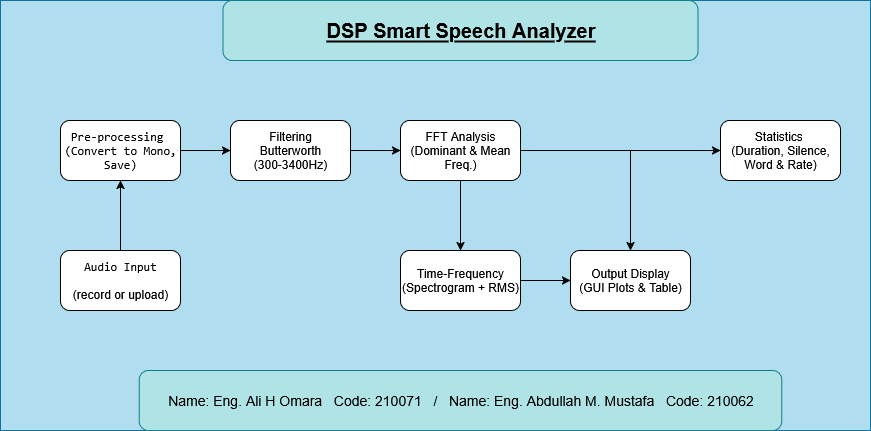 DSP Smart Speech Analyzer
Pre-processing
(Convert to Mono,
Save)
Filtering
Butterworth
(300-3400Hz)
FFT Analysis
(Dominant & Mean
Freq.)
Statistics
(Duration, Silence,
Word & Rate)
Audio Input
(record or upload)
Time-Frequency
(Spectrogram + RMS)
Output Display
(GUI Plots & Table)
Name: Eng. Ali H Omara   Code: 210071   /   Name: Eng. Abdullah M. Mustafa   Code: 210062